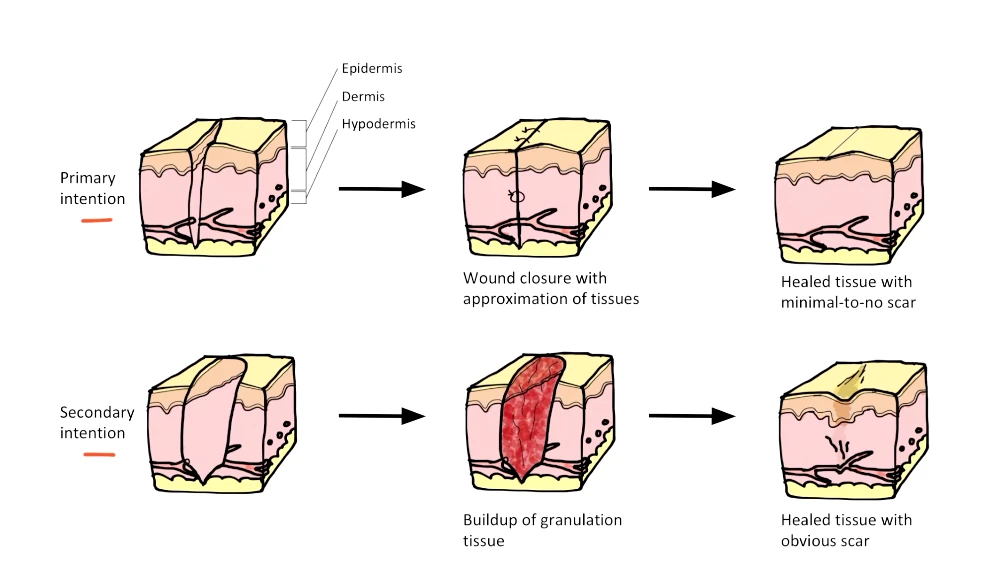 Epidermis
Dermis
Hypodermis
Primary
intention
Wound closure with
approximation of tissues
Healed tissue with
minimal-to-no scar
Secondary
intention
Buildup of granulation
tissue
Healed tissue with
obvious scar